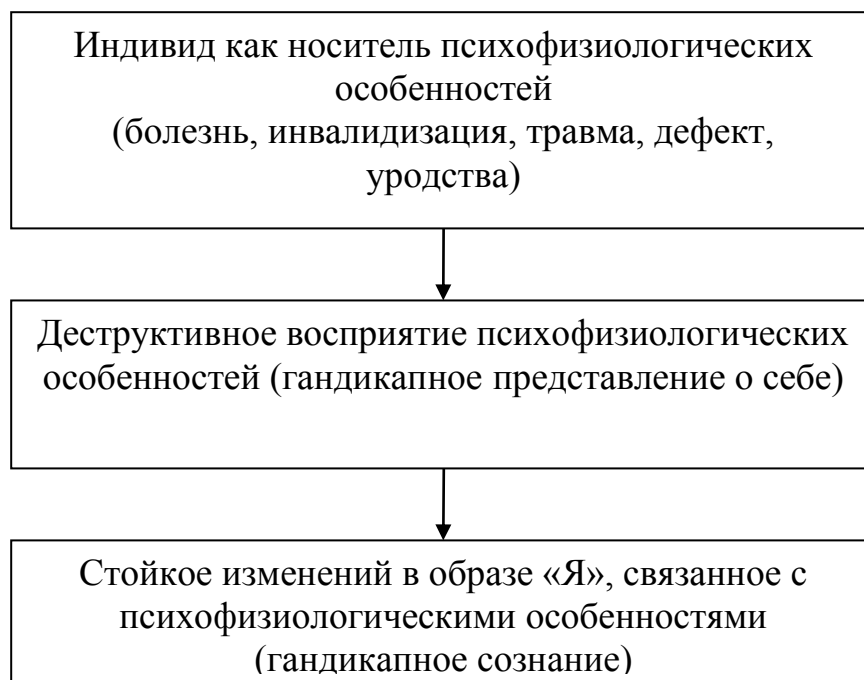 Индивид как носитель психофизиологических
особенностей
(болезнь, инвалидизация, травма, дефект,
уродства)
Деструктивное восприятие психофизиологических
особенностей (гандикапное представление о себе)
Стойкое изменений в образе «Я», связанное с
психофизиологическими особенностями
(гандикапное сознание)